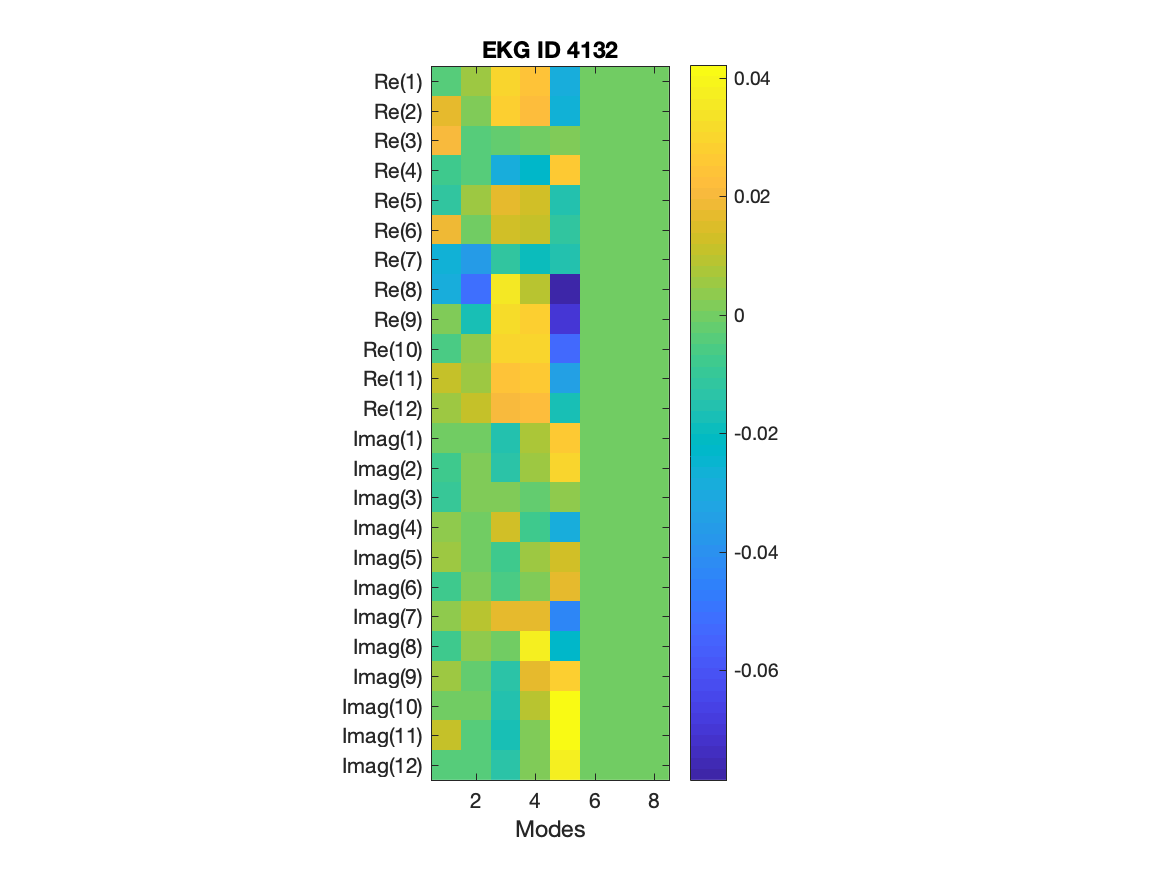 EKG ID 4132
Re(1)
Re(2)
Re(3)
Re(4)
Re(5)
Re(6)
Re(7)
Re(8)
Re(9)
Re(10)
Re(11)
Re(12)
Imag(1)
Imag(2)
Imag(3)
Imag(4)
Imag(5)
Imag(6)
Imag(7)
Imag(8)
Imag(9)
Imag(10)
Imag(11)
Imag(12)
2 4 6 8
Modes
0.04
0.02
0
-0.02
-0.04
-0.06